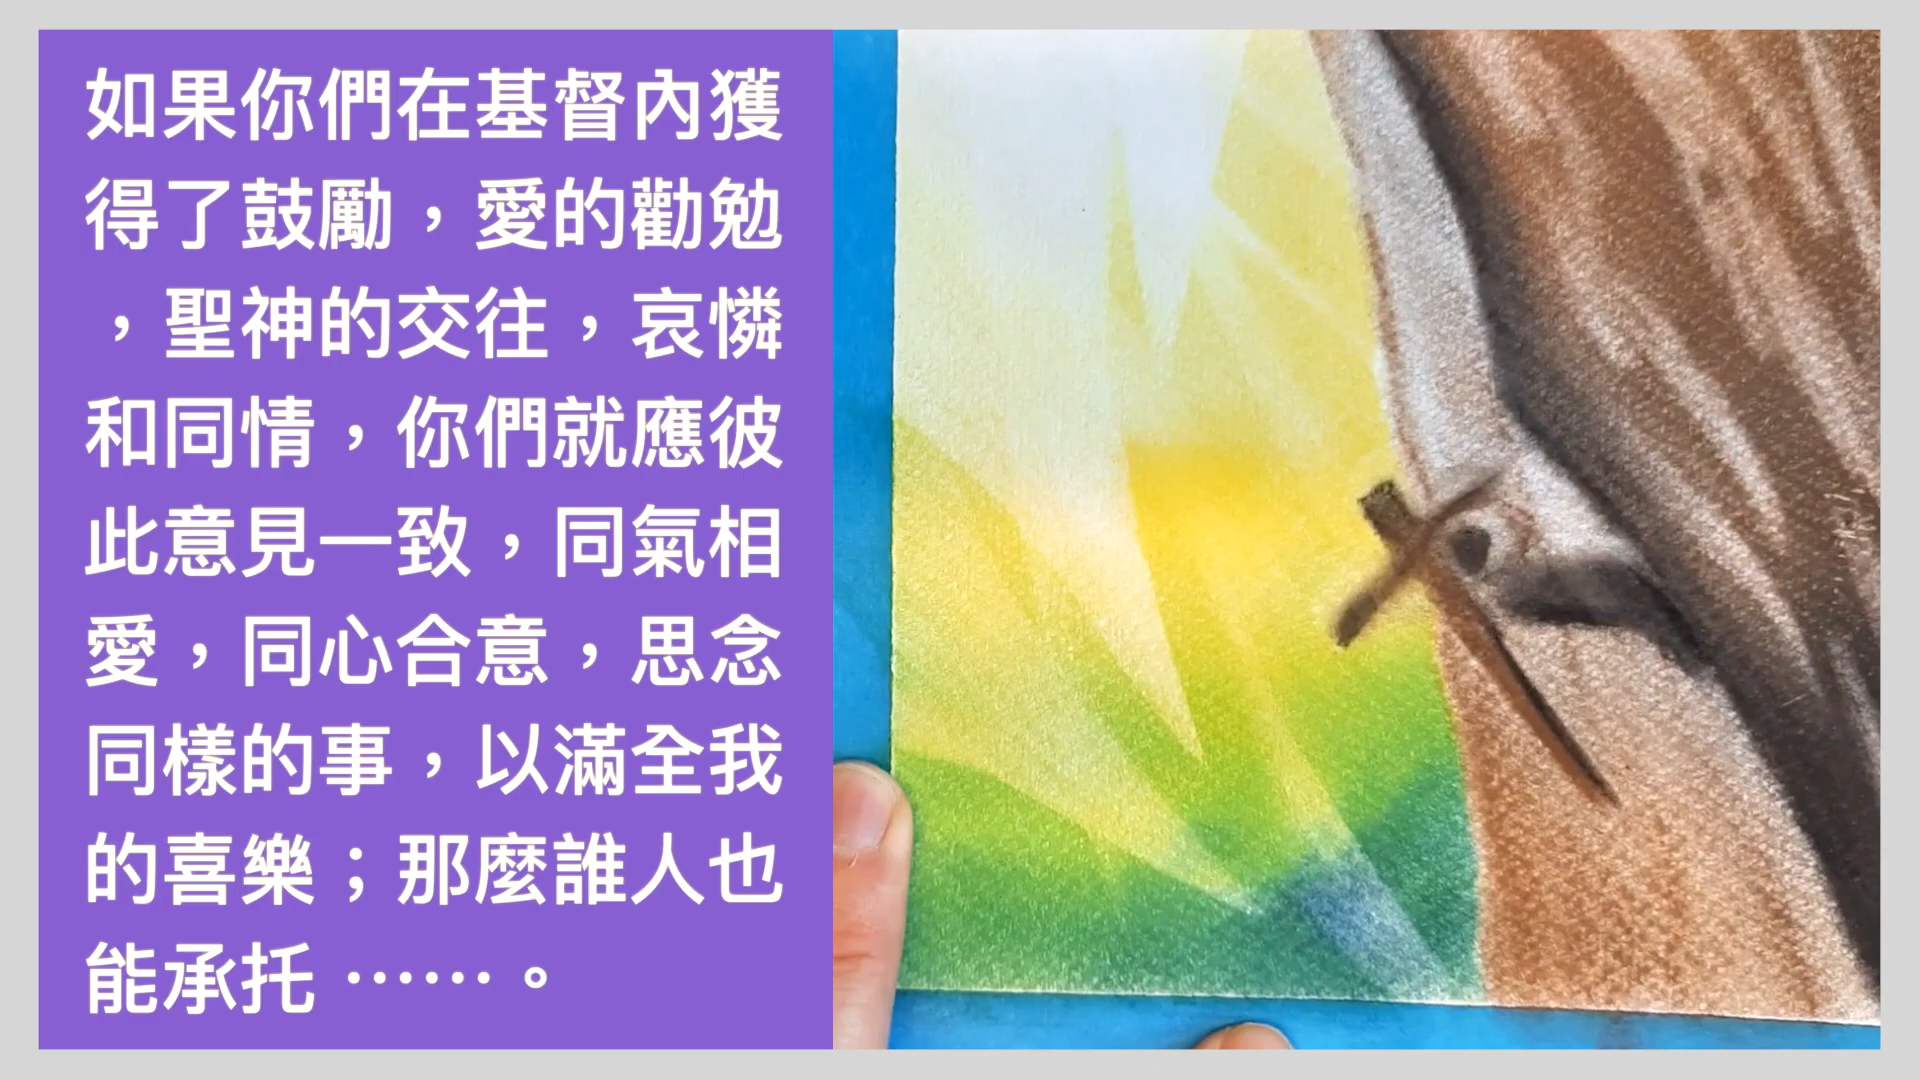 如果你們在基督內獲
得了鼓勵，愛的勸勉
，聖神的交往，哀憐
和同情，你們就應彼
此意見一致，同氣相
愛，同心合意，思念
同樣的事，以滿全我
的喜樂；那麼誰人也
能承托 ……。